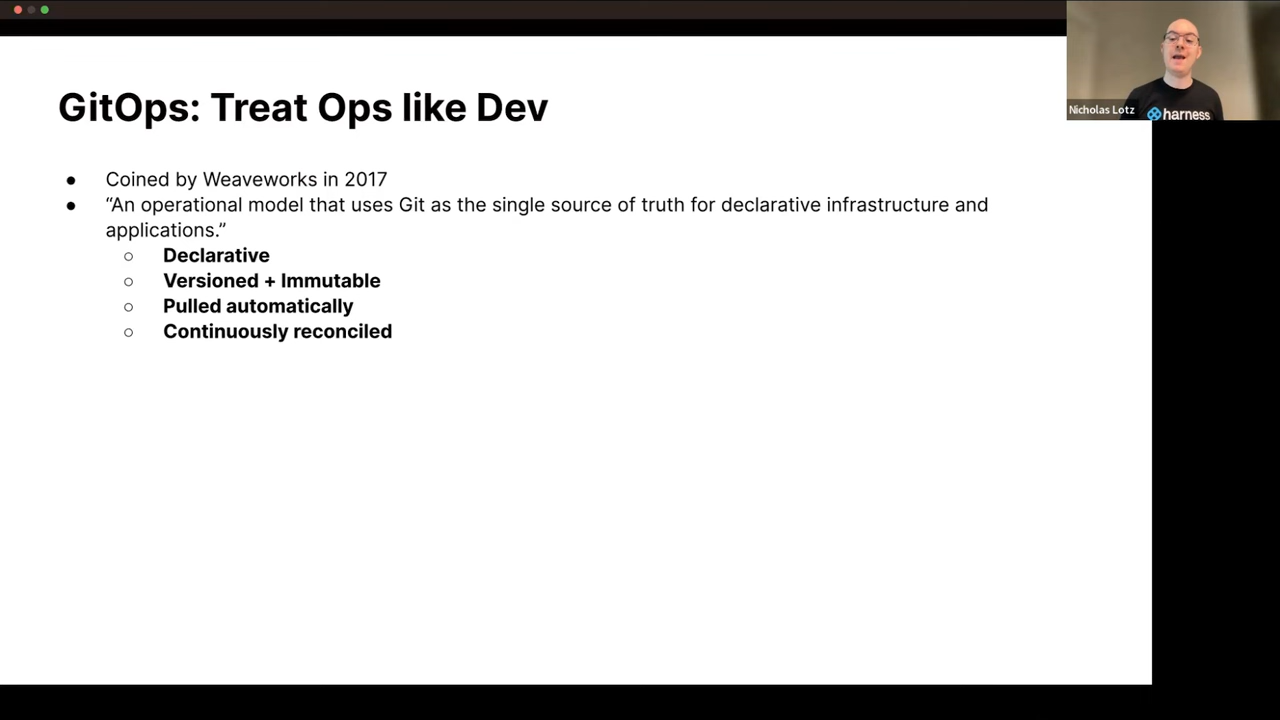 GitOps: Treat Ops like Dev
● Coined by Weaveworks in 2017
● “An operational model that uses Git as the single source of truth for declarative infrastructure and
applications.”
○ Declarative
○ Versioned + Immutable
○ Pulled automatically
○ Continuously reconciled
Nicholas Lotz
harness